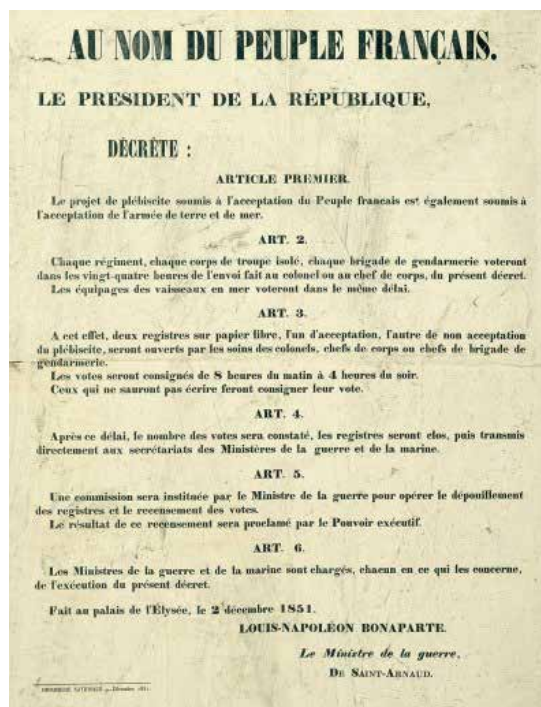 AU NOM DU PEUPLE FRANÇAIS.
LE PRESIDENT DE LA RÉPUBLIQUE,
DÉCRÈTE :
ARTICLE PREMIER.
Le projet de plébiscite soumis à l'acceptation du Peuple francais est également soumis à
l'acceptation de l'armée de terre et de mer.
ART. 2.
Chaque régiment, chaque corps de troupe isolé, chaque brigade de gendarmerie voteront
dans les vingt-quatre heures de l'envoi fait au colonel ou au chef de corps, du présent décret.
Les équipages des vaisseaux en mer voteront dans le même délai.
ART. 3.
A cet effet, deux registres sur papier libre, l'un d'acceptation, l'autre de non acceptation
du plébiscite, seront ouverts par les soins des colonels, chefs de corps ou chefs de brigade de
gendarmerie.
Les votes seront consignés de 8 heures du matin à 4 heures du soir.
Ceux qui ne sauront pas écrire feront consigner leur vote.
ART. 4.
Après ce délai, le nombre des votes sera constaté, les registres seront clos, puis transmis
directement aux secrétariats des Ministères de la guerre et de la marine.
ART. 5.
Une commission sera instituée par le Ministre de la guerre pour opérer le dépouillement
des registres et le recensement des votes.
Le résultat de ce recensement sera proclamé par le Pouvoir exécutif.
ART. 6.
Les Ministres de la guerre et de la marine sont chargés, chacun en ce qui les concerne,
de l'exécution du présent décret.
Fait au palais de l'Élysée, le 2 décembre 1851.
LOUIS-NAPOLÉON BONAPARTE.
Le Ministre de la guerre,
DE SAINT-ARNAUD.
IMPRIMERIE NATIONALE Décembre 1851